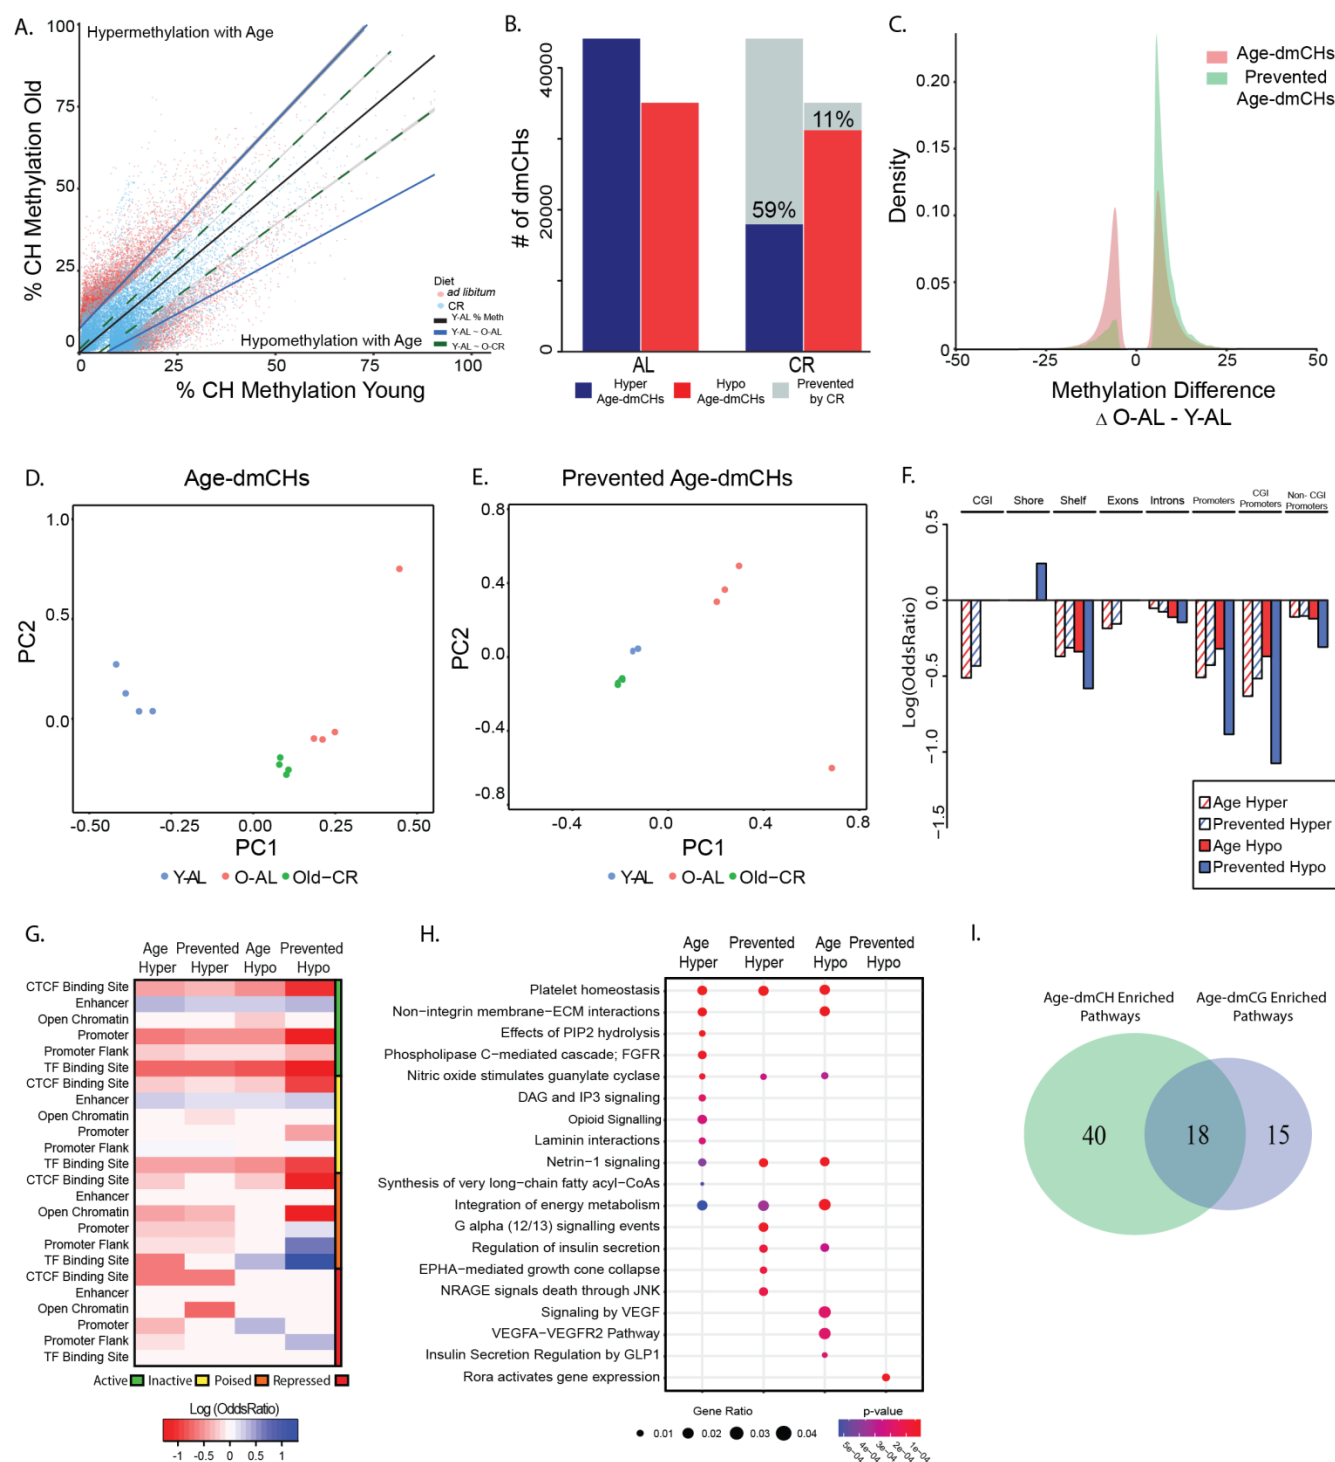 A.
Hypermethylation with Age
% CH Methylation Old
100
75
50
25
0
0
25
50
75
100
Hypomethylation with Age
% CH Methylation Young
Diet
ad libitum
CR
Y-AL % Meth
Y-AL ~ O-AL
Y-AL ~ O-CR
B.
# of dmCHs
40000
20000
0
11%
59%
AL
CR
Hyper Age-dmCHs
Hypo Age-dmCHs
Prevented by CR
C.
Age-dmCHs
Prevented Age-dmCHs
Density
0.20
0.15
0.10
0.05
0
-50
-25
0
25
50
Methylation Difference
Δ O-AL - Y-AL
D.
Age-dmCHs
PC2
1.0
0.5
0.0
-0.50
-0.25
0.00
0.25
0.50
PC1
Y-AL
O-AL
Old-CR
E.
Prevented Age-dmCHs
PC2
0.8
0.4
0.0
-0.4
-0.8
-0.4
0.0
0.4
0.8
PC1
Y-AL
O-AL
Old-CR
F.
CGI
Shore
Shelf
Exons
Introns
Promoters
CGI Promoters
Non- CGI Promoters
Log(OddsRatio)
0.5
0.0
-0.5
-1.0
-1.5
Age Hyper
Prevented Hyper
Age Hypo
Prevented Hypo
G.
Age Hyper
Prevented Hyper
Age Hypo
Prevented Hypo
CTCF Binding Site
Enhancer
Open Chromatin
Promoter
Promoter Flank
TF Binding Site
CTCF Binding Site
Enhancer
Open Chromatin
Promoter
Promoter Flank
TF Binding Site
CTCF Binding Site
Enhancer
Open Chromatin
Promoter
Promoter Flank
TF Binding Site
CTCF Binding Site
Enhancer
Open Chromatin
Promoter
Promoter Flank
TF Binding Site
Active
Inactive
Poised
Repressed
Log (OddsRatio)
-1
-0.5
0
0.5
1
H.
Age Hyper
Prevented Hyper
Age Hypo
Prevented Hypo
Platelet homeostasis
Non-integrin membrane-ECM interactions
Effects of PIP2 hydrolysis
Phospholipase C-mediated cascade; FGFR
Nitric oxide stimulates guanylate cyclase
DAG and IP3 signaling
Opioid Signalling
Laminin interactions
Netrin-1 signaling
Synthesis of very long-chain fatty acyl-CoAs
Integration of energy metabolism
G alpha (12/13) signalling events
Regulation of insulin secretion
EPHA-mediated growth cone collapse
NRAGE signals death through JNK
Signaling by VEGF
VEGFA-VEGFR2 Pathway
Insulin Secretion Regulation by GLP1
Rora activates gene expression
Gene Ratio
0.01
0.02
0.03
0.04
p-value
5e-04
4e-04
3e-04
2e-04
1e-04
I.
Age-dmCH Enriched
Pathways
Age-dmCG Enriched
Pathways
40
18
15